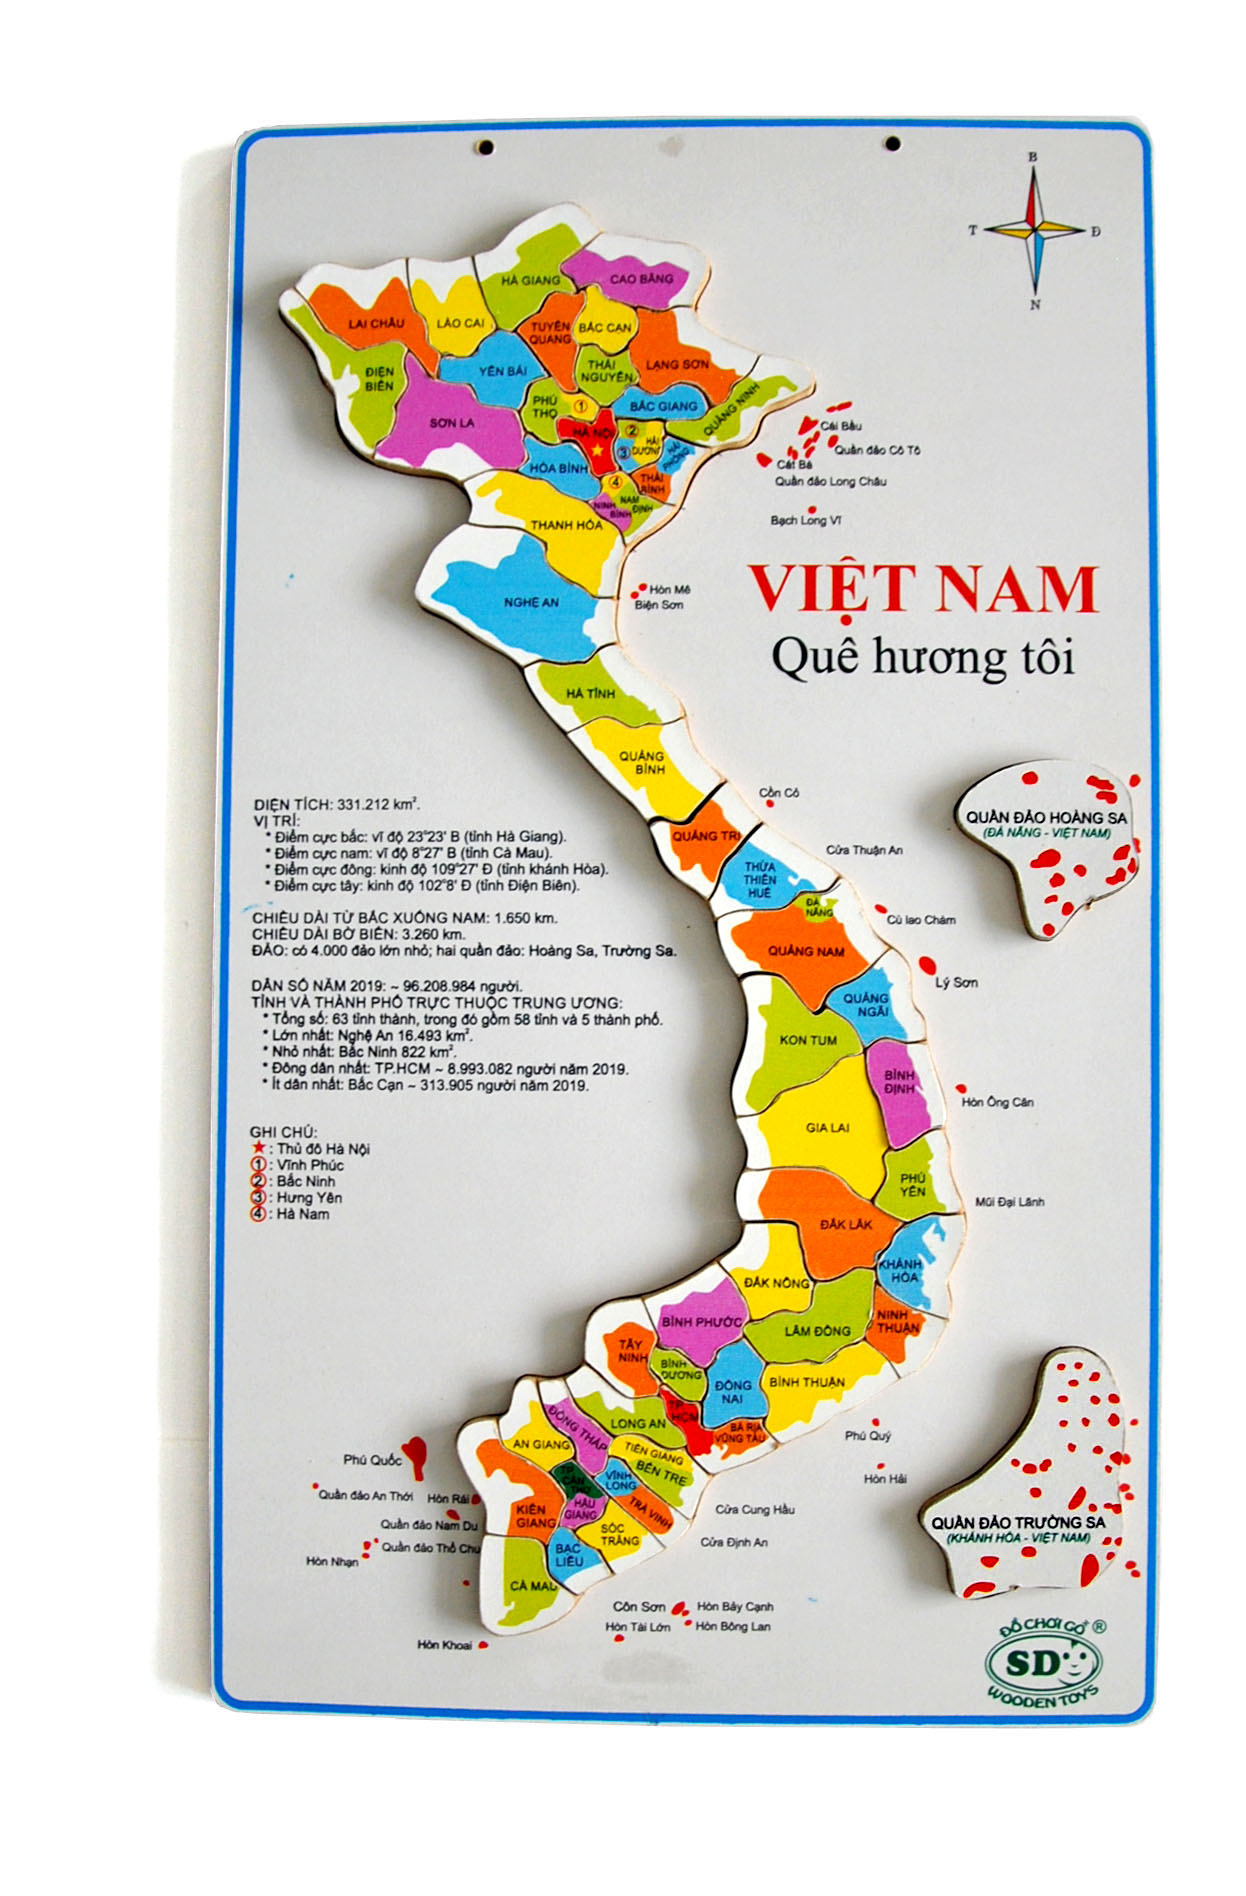 B
T
Đ
N
HÀ GIANG
CAO BẰNG
LAI CHÂU
LÀO CAI
TUYÊN
QUANG
BẮC CẠN
LẠNG SƠN
ĐIỆN
BIÊN
YÊN BÁI
THÁI
NGUYÊN
SƠN LA
PHÚ
THỌ
1
BẮC GIANG
QUẢNG NINH
HÀ NỘI
2
HẢI
DƯƠNG
3
HẢI
PHÒNG
HÒA BÌNH
4
THÁI
BÌNH
NINH
BÌNH
NAM
ĐỊNH
THANH HÓA
NGHỆ AN
HÀ TĨNH
QUẢNG
BÌNH
QUẢNG TRỊ
THỪA
THIÊN
HUẾ
ĐÀ
NẴNG
QUẢNG NAM
QUẢNG
NGÃI
KON TUM
BÌNH
ĐỊNH
GIA LAI
PHÚ
YÊN
ĐẮK LẮK
KHÁNH
HÒA
ĐẮK NÔNG
BÌNH PHƯỚC
LÂM ĐỒNG
NINH
THUẬN
TÂY
NINH
BÌNH
DƯƠNG
ĐỒNG
NAI
BÌNH THUẬN
TP
HCM
BÀ RỊA
VŨNG TÀU
LONG AN
ĐỒNG THÁP
AN GIANG
TIỀN GIANG
BẾN TRE
TP
CẦN
THƠ
VĨNH
LONG
TRÀ VINH
HẬU
GIANG
KIÊN
GIANG
SÓC
TRĂNG
BẠC
LIÊU
CÀ MAU
Cái Bầu
Quần đảo Cô Tô
Cát Bà
Quần đảo Long Châu
Bạch Long Vĩ
Hòn Mê
Biện Sơn
VIỆT NAM
Quê hương tôi
Cồn Cỏ
Cửa Thuận An
Cù lao Chàm
Lý Sơn
Hòn Ông Căn
Mũi Đại Lãnh
QUẦN ĐẢO HOÀNG SA
(ĐÀ NẴNG - VIỆT NAM)
DIỆN TÍCH: 331.212 km².
VỊ TRÍ:
* Điểm cực bắc: vĩ độ 23°23' B (tỉnh Hà Giang).
* Điểm cực nam: vĩ độ 8°27' B (tỉnh Cà Mau).
* Điểm cực đông: kinh độ 109°27' Đ (tỉnh khánh Hòa).
* Điểm cực tây: kinh độ 102°8' Đ (tỉnh Điện Biên).
CHIỀU DÀI TỪ BẮC XUỐNG NAM: 1.650 km.
CHIỀU DÀI BỜ BIỂN: 3.260 km.
ĐẢO: có 4.000 đảo lớn nhỏ; hai quần đảo: Hoàng Sa, Trường Sa.
DÂN SỐ NĂM 2019: ~ 96.208.984 người.
TỈNH VÀ THÀNH PHỐ TRỰC THUỘC TRUNG ƯƠNG:
* Tổng số: 63 tỉnh thành, trong đó gồm 58 tỉnh và 5 thành phố.
* Lớn nhất: Nghệ An 16.493 km².
* Nhỏ nhất: Bắc Ninh 822 km².
* Đông dân nhất: TP.HCM ~ 8.993.082 người năm 2019.
* Ít dân nhất: Bắc Cạn ~ 313.905 người năm 2019.
GHI CHÚ:
★ : Thủ đô Hà Nội
1 : Vĩnh Phúc
2 : Bắc Ninh
3 : Hưng Yên
4 : Hà Nam
Phú Quốc
Quần đảo An Thới
Hòn Rái
Quần đảo Nam Du
Quần đảo Thổ Chu
Hòn Nhạn
Hòn Khoai
Phú Quý
Hòn Hải
Cửa Cung Hầu
Cửa Định An
Côn Sơn
Hòn Bảy Cạnh
Hòn Tài Lớn
Hòn Bông Lan
QUẦN ĐẢO TRƯỜNG SA
(KHÁNH HÒA - VIỆT NAM)
ĐỒ CHƠI GỖ ®
SD
WOODEN TOYS